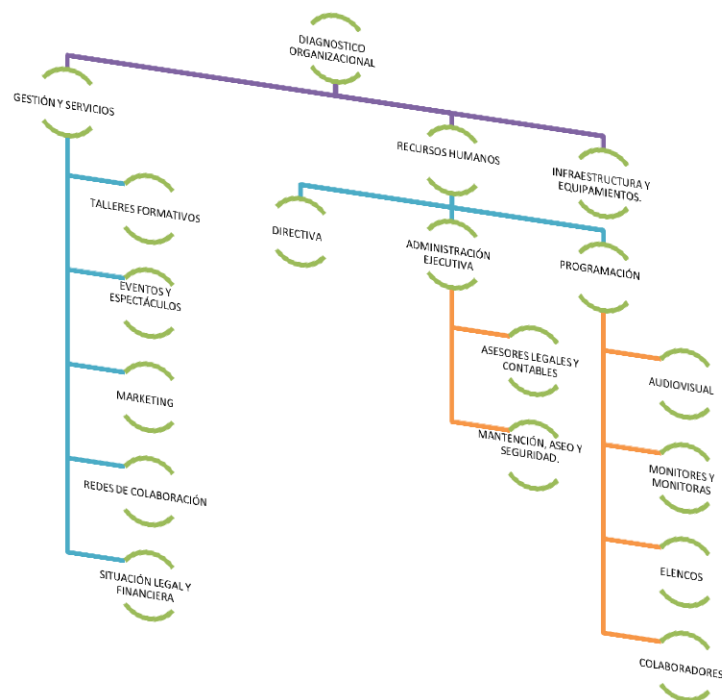 DIAGNOSTICO
ORGANIZACIONAL
GESTIÓN Y SERVICIOS
TALLERES FORMATIVOS
EVENTOS Y
ESPECTÁCULOS
MARKETING
REDES DE COLABORACIÓN
SITUACIÓN LEGAL Y
FINANCIERA
RECURSOS HUMANOS
DIRECTIVA
ADMINISTRACIÓN
EJECUTIVA
ASESORES LEGALES Y
CONTABLES
MANTENCIÓN, ASEO Y
SEGURIDAD.
PROGRAMACIÓN
AUDIOVISUAL
MONITORES Y
MONITORAS
ELENCOS
COLABORADORES
INFRAESTRUCTURA Y
EQUIPAMIENTOS.